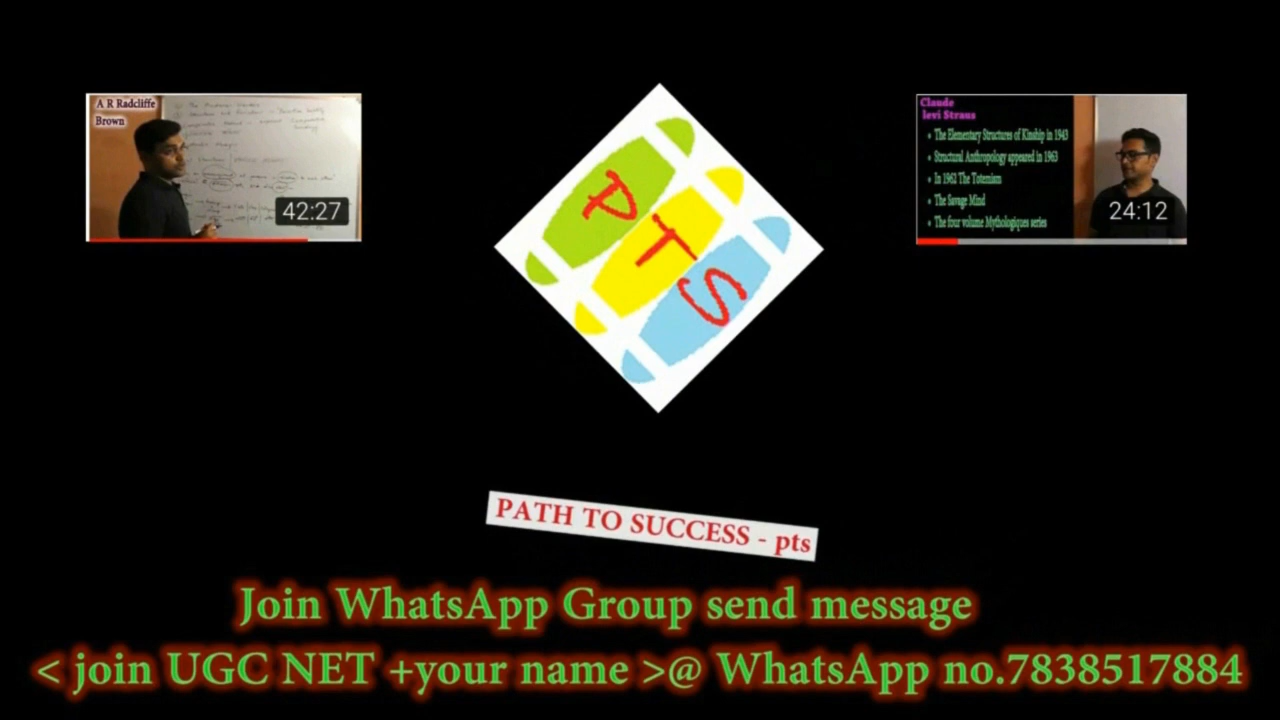 A R Radcliffe
Brown
42:27
Claude
levi Straus
The Elementary Structures of Kinship in 1943
Structural Anthropology appeared in 1963
In 1962 The Totemism
The Savage Mind
The four volume Mythologiques series
24:12
PTS
PATH TO SUCCESS - pts
Join WhatsApp Group send message
< join UGC NET +your name >@ WhatsApp no.7838517884